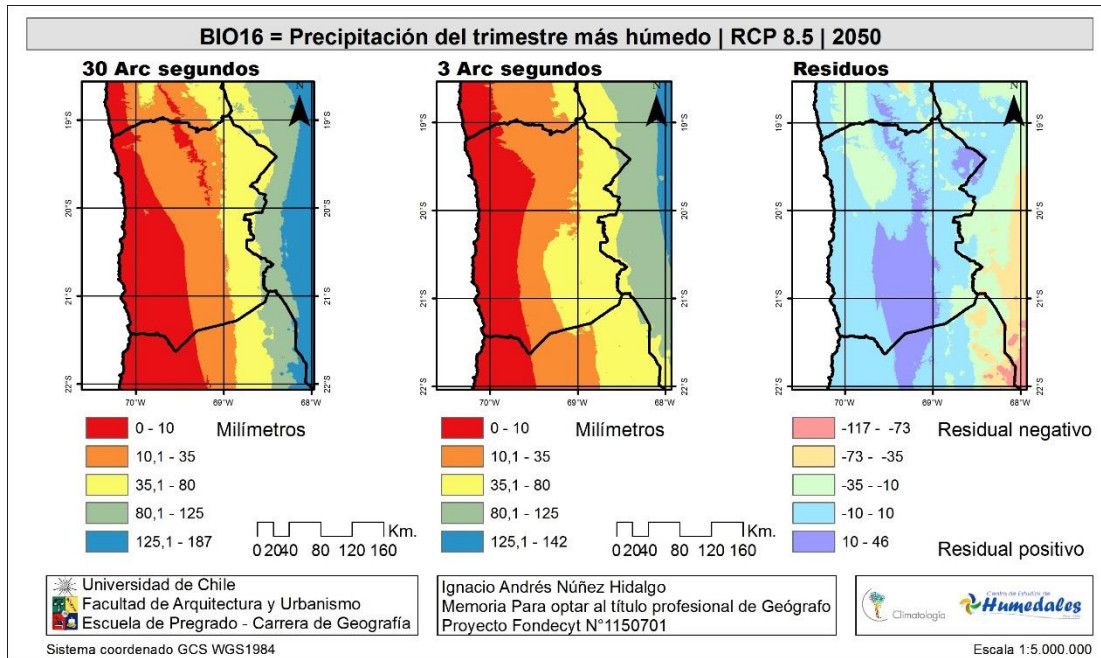 BIO16 = Precipitación del trimestre más húmedo | RCP 8.5 | 2050
30 Arc segundos
3 Arc segundos
Residuos
N
N
N
19°S
19°S
19°S
19°S
19°S
19°S
20°S
20°S
20°S
20°S
20°S
20°S
21°S
21°S
21°S
21°S
21°S
21°S
22°S
22°S
22°S
22°S
22°S
22°S
70°W 69°W 68°W
70°W 69°W 68°W
70°W 69°W 68°W
0 - 10
10,1 - 35
35,1 - 80
80,1 - 125
125,1 - 187
Milímetros
Km.
0 20 40 80 120 160
0 - 10
10,1 - 35
35,1 - 80
80,1 - 125
125,1 - 142
Milímetros
Km.
0 20 40 80 120 160
-117 - -73
-73 - -35
-35 - -10
-10 - 10
10 - 46
Residual negativo
Residual positivo
Universidad de Chile
Facultad de Arquitectura y Urbanismo
Escuela de Pregrado - Carrera de Geografía
Ignacio Andrés Núñez Hidalgo
Memoria Para optar al título profesional de Geógrafo
Proyecto Fondecyt N°1150701
Climatología
Centro de Estudios de
Humedales
Sistema coordenado GCS WGS1984
Escala 1:5.000.000